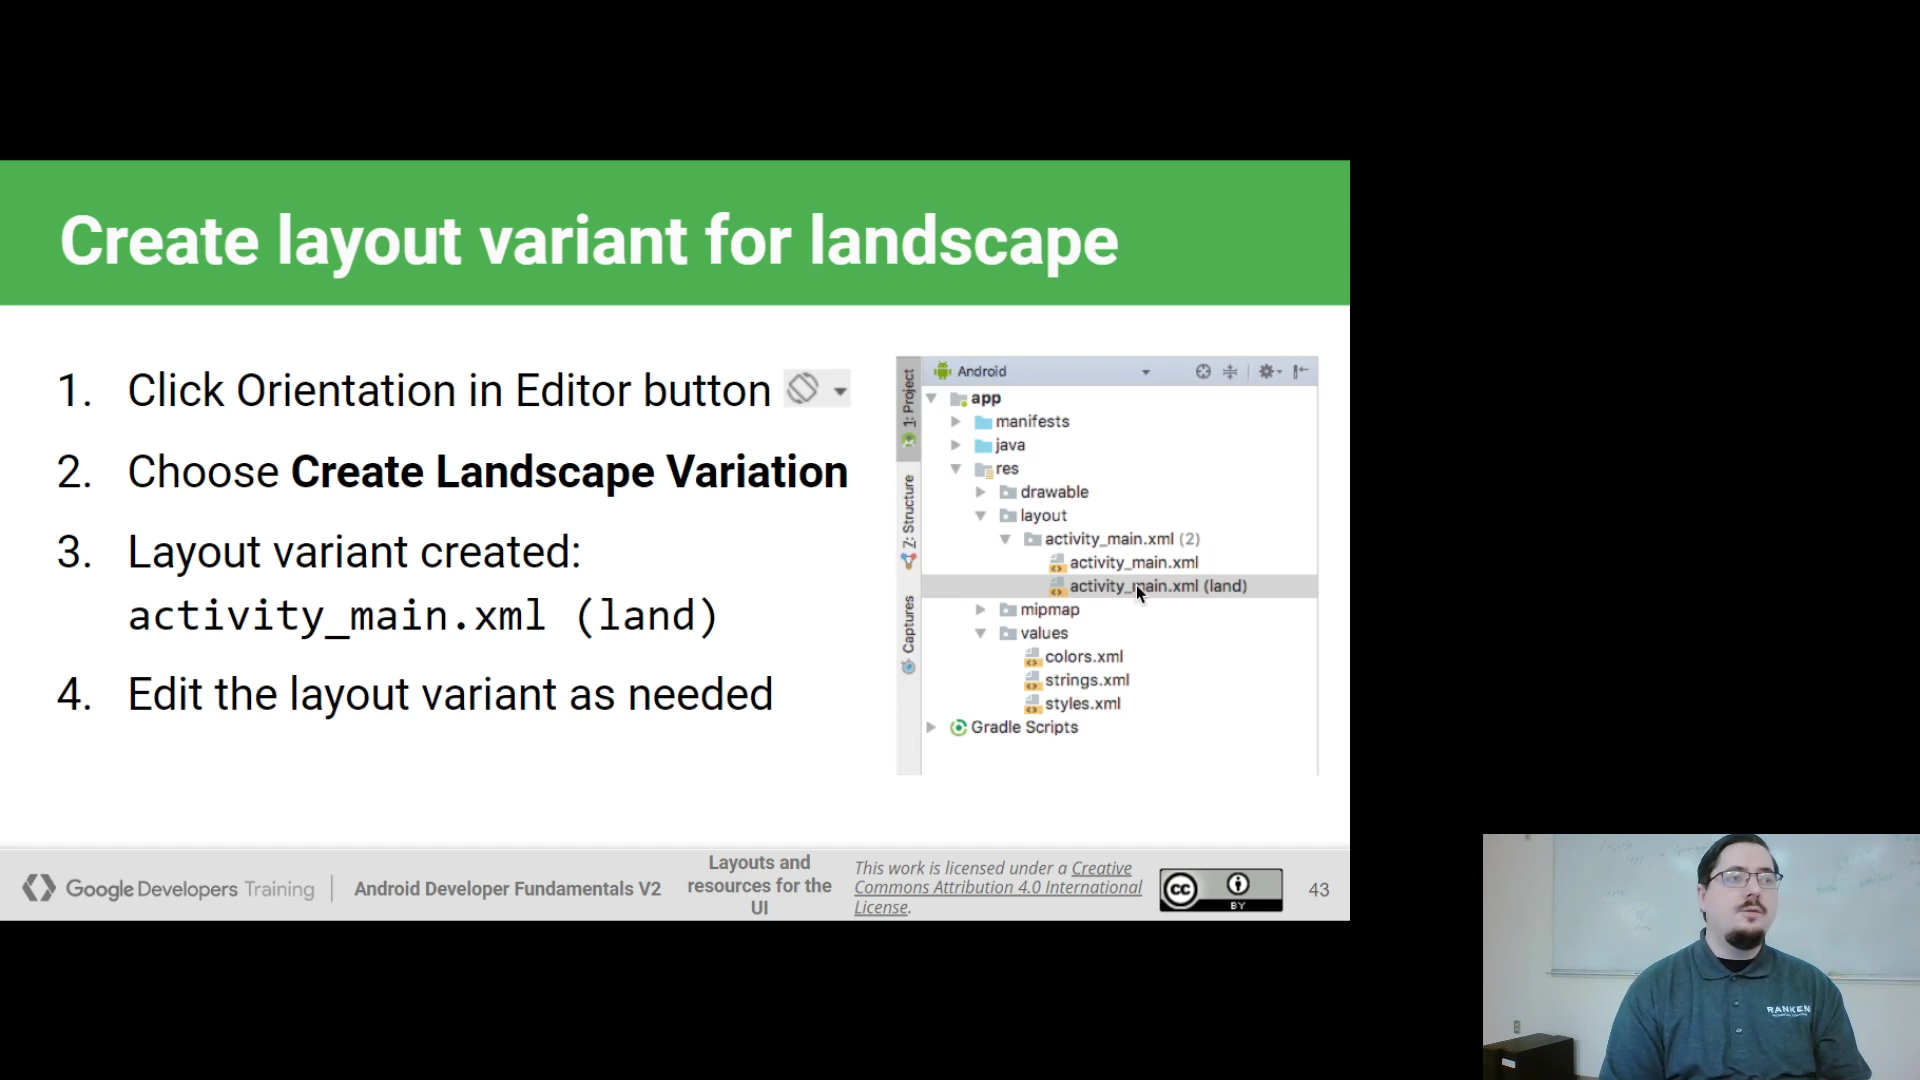 Create layout variant for landscape
1. Click Orientation in Editor button
2. Choose Create Landscape Variation
3. Layout variant created:
activity_main.xml (land)
4. Edit the layout variant as needed
1: Project
Z: Structure
Captures
Android
app
manifests
java
res
drawable
layout
activity_main.xml (2)
activity_main.xml
activity_main.xml (land)
mipmap
values
colors.xml
strings.xml
styles.xml
Gradle Scripts
Google Developers Training
Android Developer Fundamentals V2
Layouts and
resources for the
UI
This work is licensed under a Creative
Commons Attribution 4.0 International
License.
cc
BY
43
RANKEN